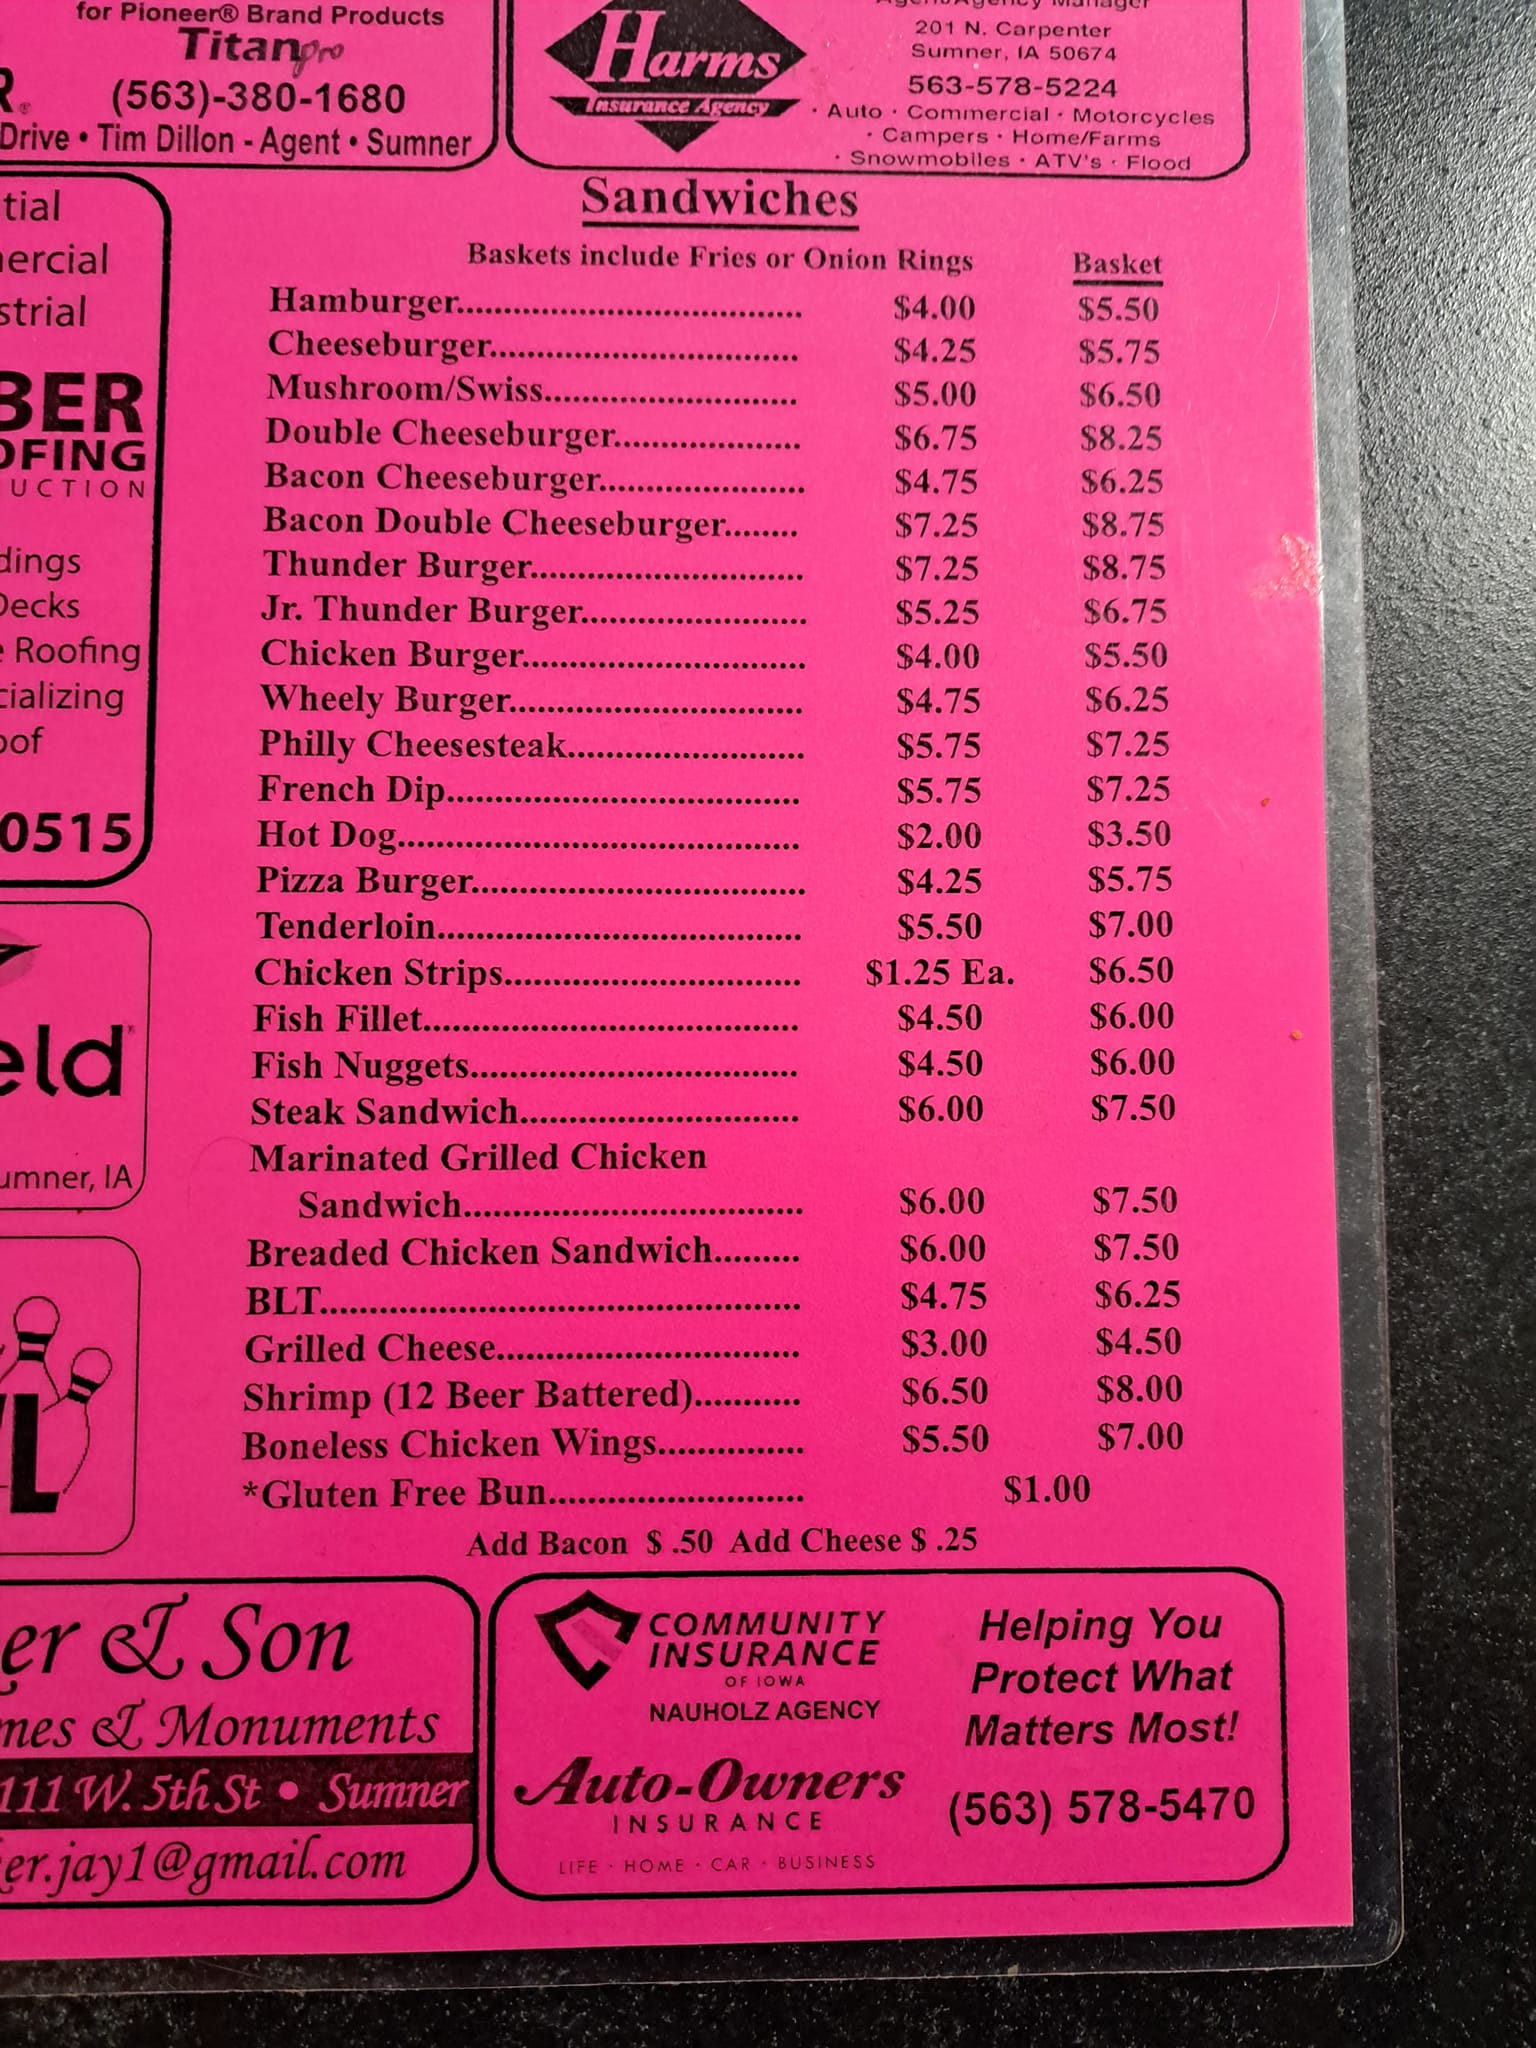 for Pioneer® Brand Products
Titanpro
R®
(563)-380-1680
Drive • Tim Dillon - Agent • Sumner
Harms
Insurance Agency
Agent/Agency Manager
201 N. Carpenter
Sumner, IA 50674
563-578-5224
· Auto · Commercial · Motorcycles
· Campers · Home/Farms
· Snowmobiles · ATV's · Flood
tial
ercial
strial
BER
OFING
UCTION
dings
Decks
e Roofing
cializing
oof
0515
eld®
umner, IA
L
Sandwiches
Baskets include Fries or Onion Rings Basket
Hamburger.................................... $4.00 $5.50
Cheeseburger................................. $4.25 $5.75
Mushroom/Swiss........................... $5.00 $6.50
Double Cheeseburger.................... $6.75 $8.25
Bacon Cheeseburger...................... $4.75 $6.25
Bacon Double Cheeseburger........ $7.25 $8.75
Thunder Burger............................. $7.25 $8.75
Jr. Thunder Burger........................ $5.25 $6.75
Chicken Burger.............................. $4.00 $5.50
Wheely Burger............................... $4.75 $6.25
Philly Cheesesteak......................... $5.75 $7.25
French Dip...................................... $5.75 $7.25
Hot Dog........................................... $2.00 $3.50
Pizza Burger................................... $4.25 $5.75
Tenderloin....................................... $5.50 $7.00
Chicken Strips................................ $1.25 Ea. $6.50
Fish Fillet........................................ $4.50 $6.00
Fish Nuggets................................... $4.50 $6.00
Steak Sandwich.............................. $6.00 $7.50
Marinated Grilled Chicken
Sandwich.................................... $6.00 $7.50
Breaded Chicken Sandwich......... $6.00 $7.50
BLT.................................................. $4.75 $6.25
Grilled Cheese................................ $3.00 $4.50
Shrimp (12 Beer Battered)........... $6.50 $8.00
Boneless Chicken Wings............... $5.50 $7.00
*Gluten Free Bun........................... $1.00
Add Bacon $ .50 Add Cheese $ .25
er & Son
mes & Monuments
111 W. 5th St • Sumner
er.jay1@gmail.com
COMMUNITY
INSURANCE
OF IOWA
NAUHOLZ AGENCY
Auto-Owners
INSURANCE
LIFE · HOME · CAR · BUSINESS
Helping You
Protect What
Matters Most!
(563) 578-5470